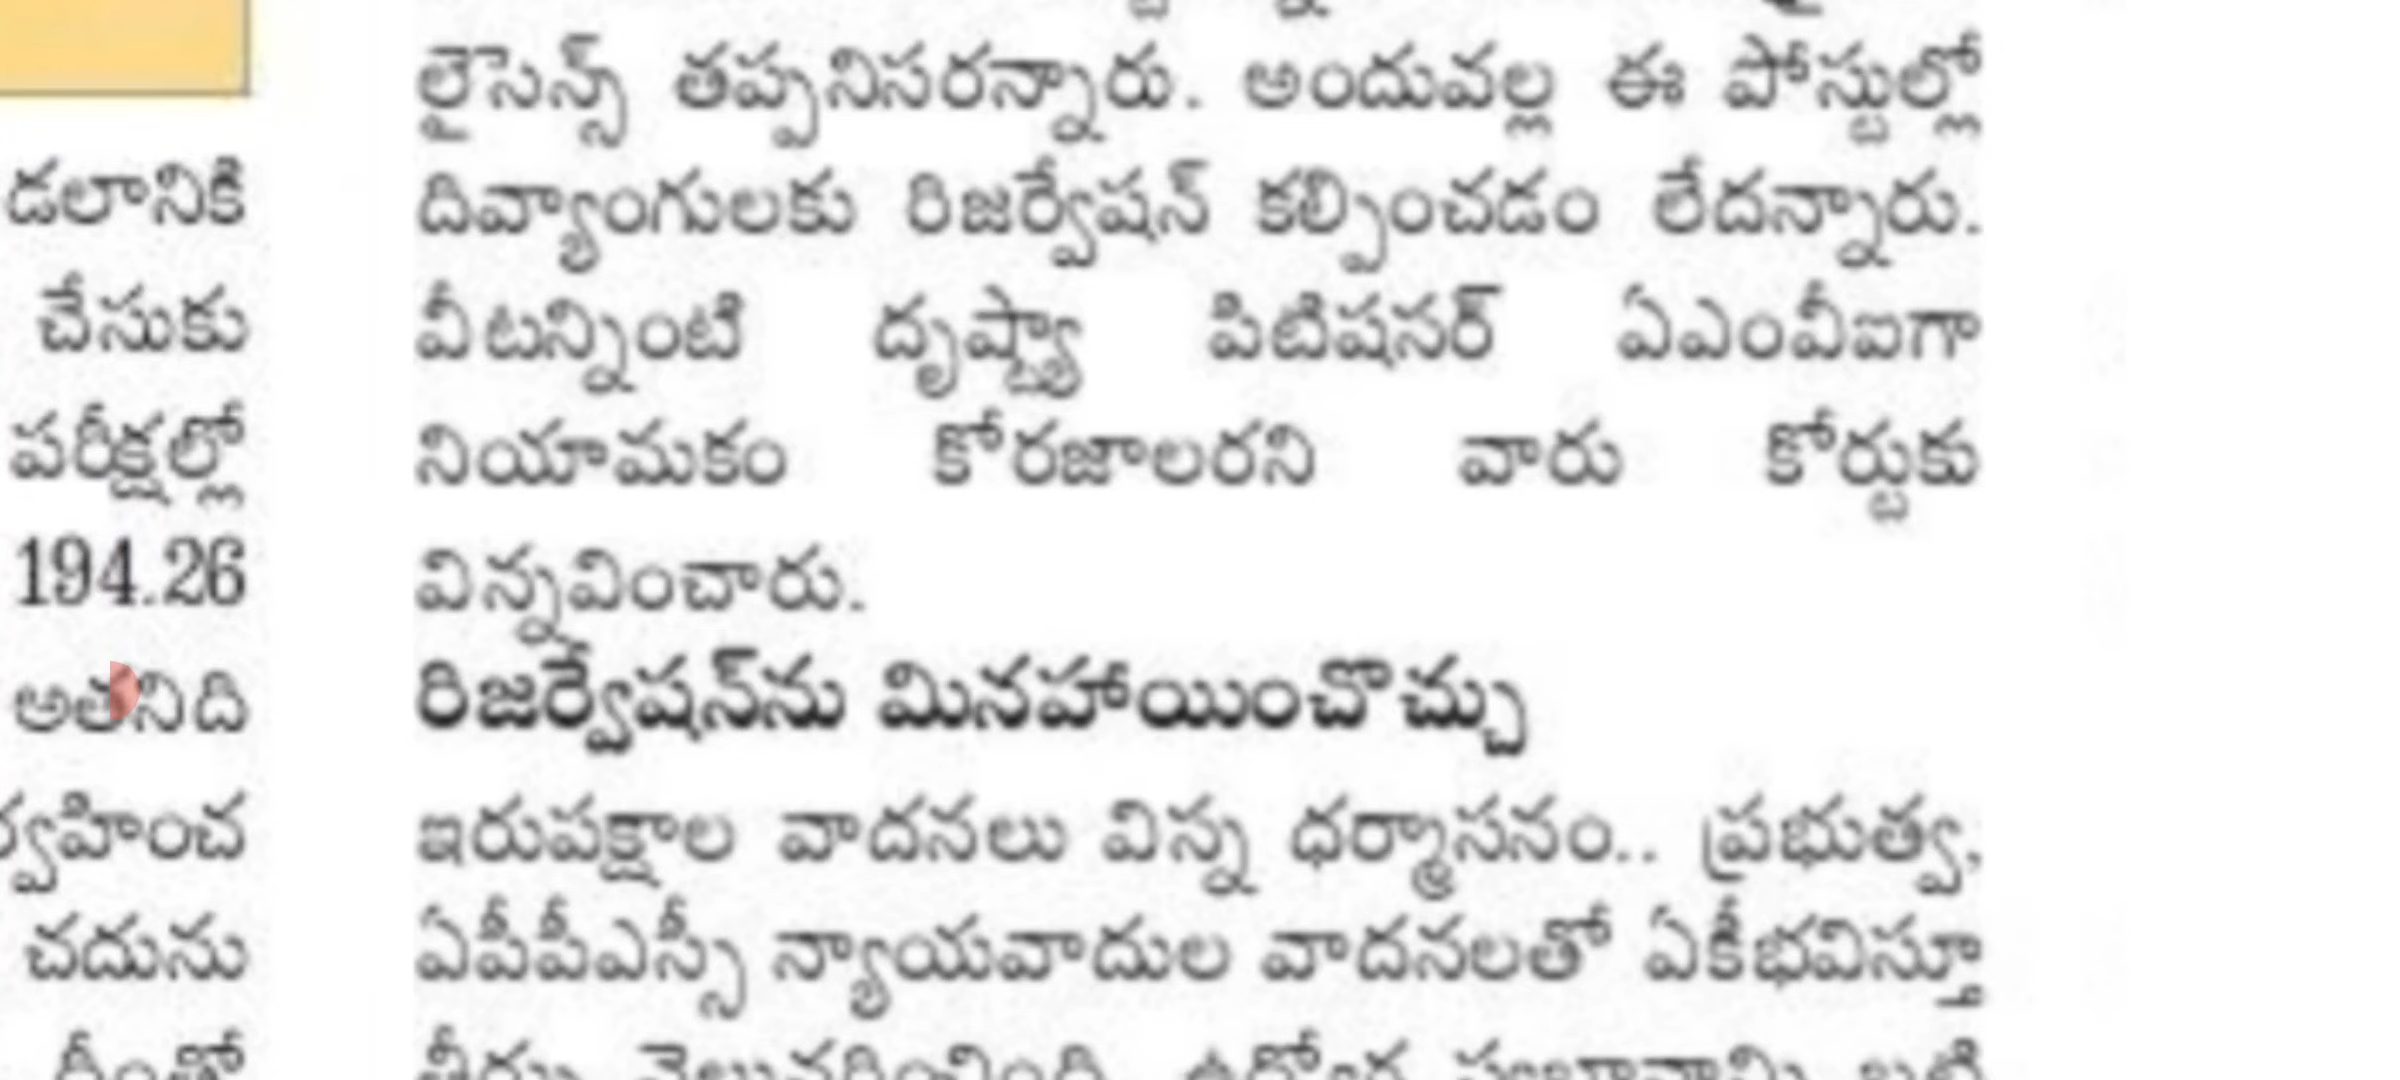 డలానికి
చేసుకు
పరీక్షల్లో
194.26
అతనిది
ర్వహించ
చదును
లైసెన్స్ తప్పనిసరన్నారు. అందువల్ల ఈ పోస్టుల్లో
దివ్యాంగులకు రిజర్వేషన్ కల్పించడం లేదన్నారు.
వీటన్నింటి దృష్ట్యా పిటిషనర్ ఏఎంవీఐగా
నియామకం కోరజాలరని వారు కోర్టుకు
విన్నవించారు.
రిజర్వేషన్‌ను మినహాయించొచ్చు
ఇరుపక్షాల వాదనలు విన్న ధర్మాసనం.. ప్రభుత్వ,
ఏపీపీఎస్సీ న్యాయవాదుల వాదనలతో ఏకీభవిస్తూ